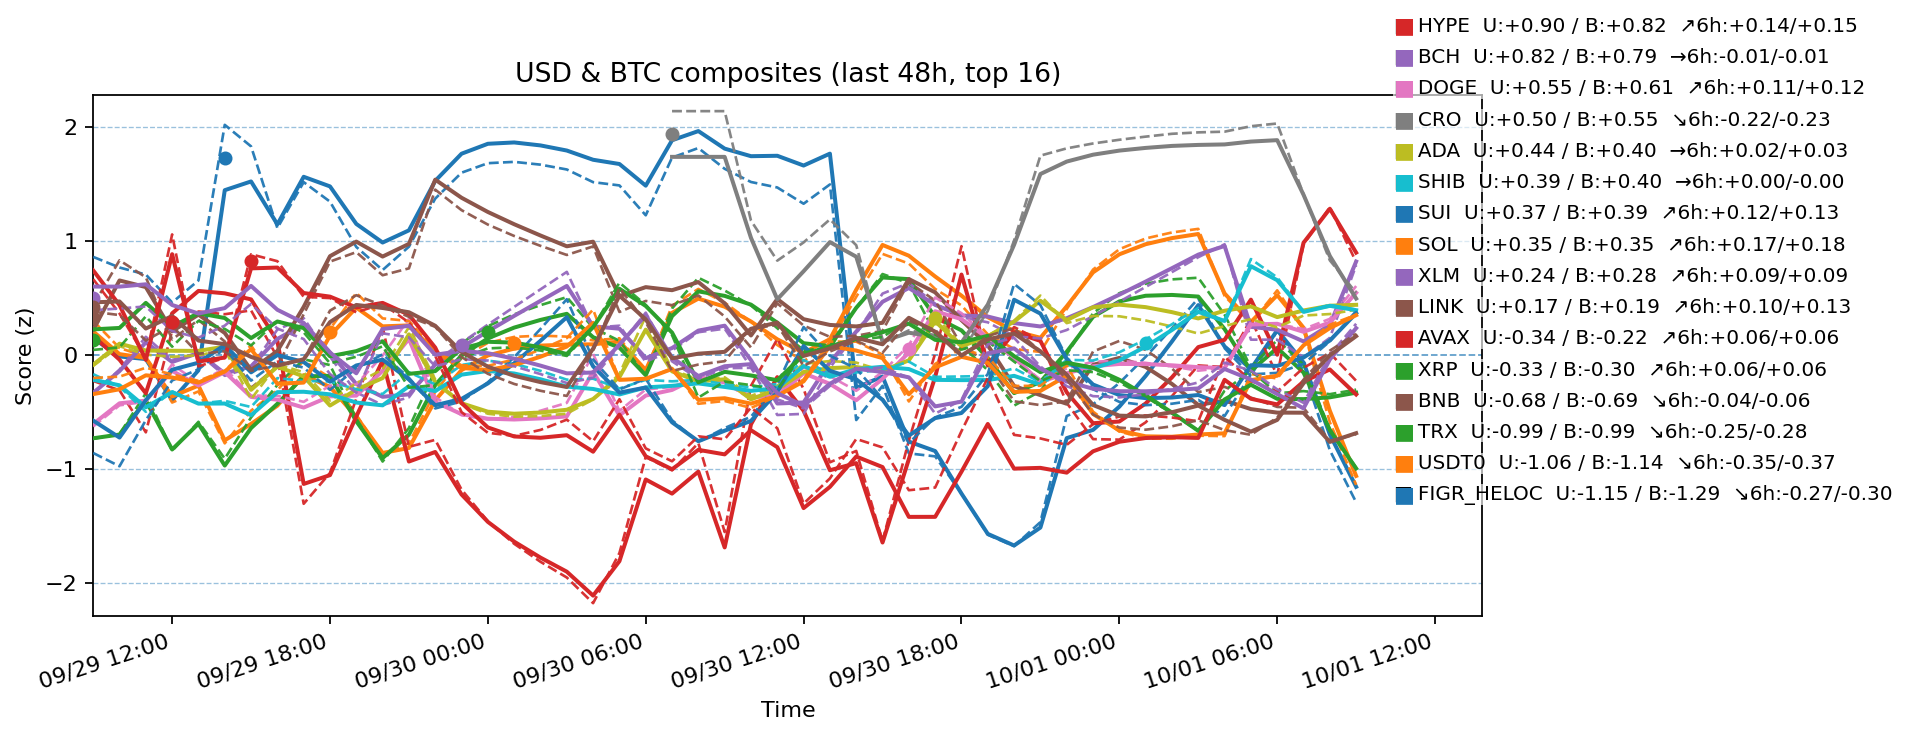 USD & BTC composites (last 48h, top 16)
HYPE  U:+0.90 / B:+0.82  ↗6h:+0.14/+0.15
BCH  U:+0.82 / B:+0.79  →6h:-0.01/-0.01
DOGE  U:+0.55 / B:+0.61  ↗6h:+0.11/+0.12
CRO  U:+0.50 / B:+0.55  ↘6h:-0.22/-0.23
ADA  U:+0.44 / B:+0.40  →6h:+0.02/+0.03
SHIB  U:+0.39 / B:+0.40  →6h:+0.00/-0.00
SUI  U:+0.37 / B:+0.39  ↗6h:+0.12/+0.13
SOL  U:+0.35 / B:+0.35  ↗6h:+0.17/+0.18
XLM  U:+0.24 / B:+0.28  ↗6h:+0.09/+0.09
LINK  U:+0.17 / B:+0.19  ↗6h:+0.10/+0.13
AVAX  U:-0.34 / B:-0.22  ↗6h:+0.06/+0.06
XRP  U:-0.33 / B:-0.30  ↗6h:+0.06/+0.06
BNB  U:-0.68 / B:-0.69  ↘6h:-0.04/-0.06
TRX  U:-0.99 / B:-0.99  ↘6h:-0.25/-0.28
USDT0  U:-1.06 / B:-1.14  ↘6h:-0.35/-0.37
FIGR_HELOC  U:-1.15 / B:-1.29  ↘6h:-0.27/-0.30
Score (z)
2
1
0
−1
−2
09/29 12:00
09/29 18:00
09/30 00:00
09/30 06:00
09/30 12:00
09/30 18:00
10/01 00:00
10/01 06:00
10/01 12:00
Time